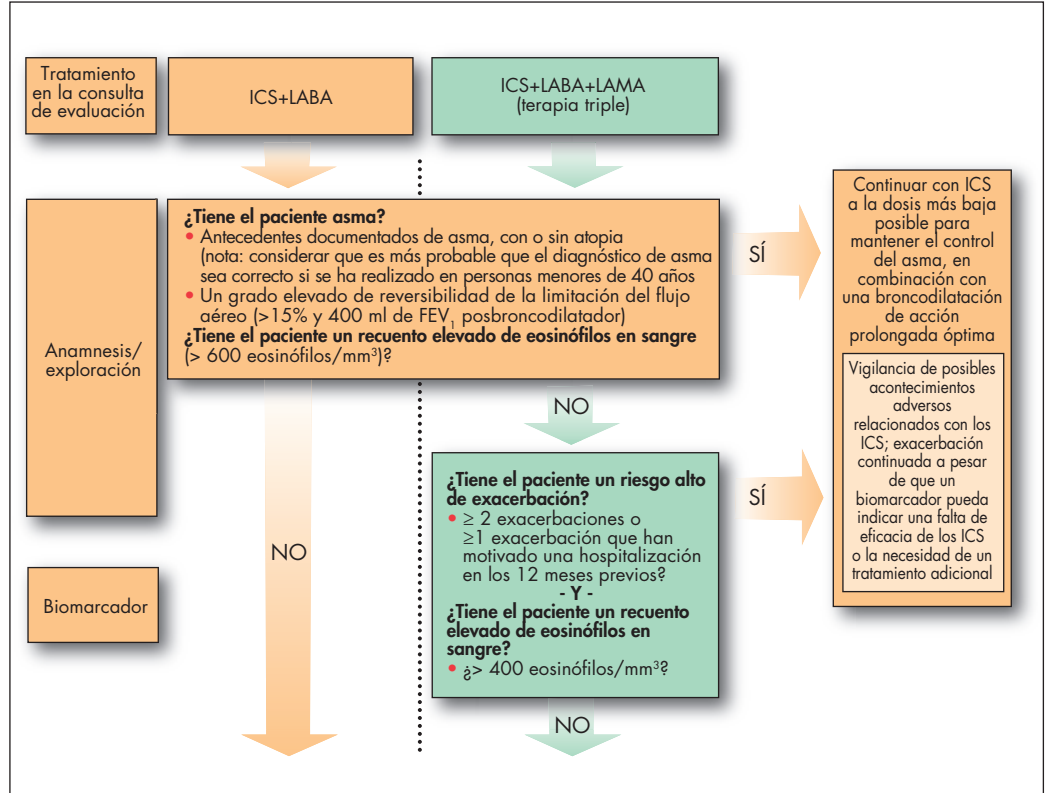 Tratamiento
en la consulta
de evaluación
ICS+LABA
ICS+LABA+LAMA
(terapia triple)
Anamnesis/
exploración
¿Tiene el paciente asma?
• Antecedentes documentados de asma, con o sin atopia
(nota: considerar que es más probable que el diagnóstico de asma
sea correcto si se ha realizado en personas menores de 40 años
• Un grado elevado de reversibilidad de la limitación del flujo
aéreo (>15% y 400 ml de FEV₁ posbroncodilatador)
¿Tiene el paciente un recuento elevado de eosinófilos en sangre
(> 600 eosinófilos/mm³)?
SÍ
Continuar con ICS
a la dosis más baja
posible para
mantener el control
del asma, en
combinación con
una broncodilatación
de acción
prolongada óptima
Vigilancia de posibles
acontecimientos
adversos
relacionados con los
ICS; exacerbación
continuada a pesar
de que un
biomarcador pueda
indicar una falta de
eficacia de los ICS
o la necesidad de un
tratamiento adicional
NO
NO
¿Tiene el paciente un riesgo alto
de exacerbación?
• ≥ 2 exacerbaciones o
≥1 exacerbación que han
motivado una hospitalización
en los 12 meses previos?
- Y -
¿Tiene el paciente un recuento
elevado de eosinófilos en
sangre?
• ¿> 400 eosinófilos/mm³?
SÍ
Biomarcador
NO